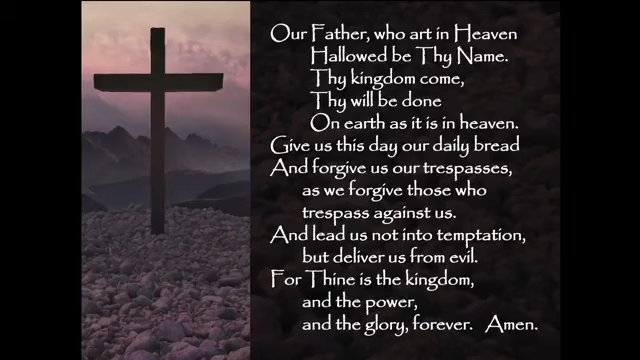 Our Father, who art in Heaven
Hallowed be Thy Name.
Thy kingdom come,
Thy will be done
On earth as it is in heaven.
Give us this day our daily bread
And forgive us our trespasses,
as we forgive those who
trespass against us.
And lead us not into temptation,
but deliver us from evil.
For Thine is the kingdom,
and the power,
and the glory, forever. Amen.